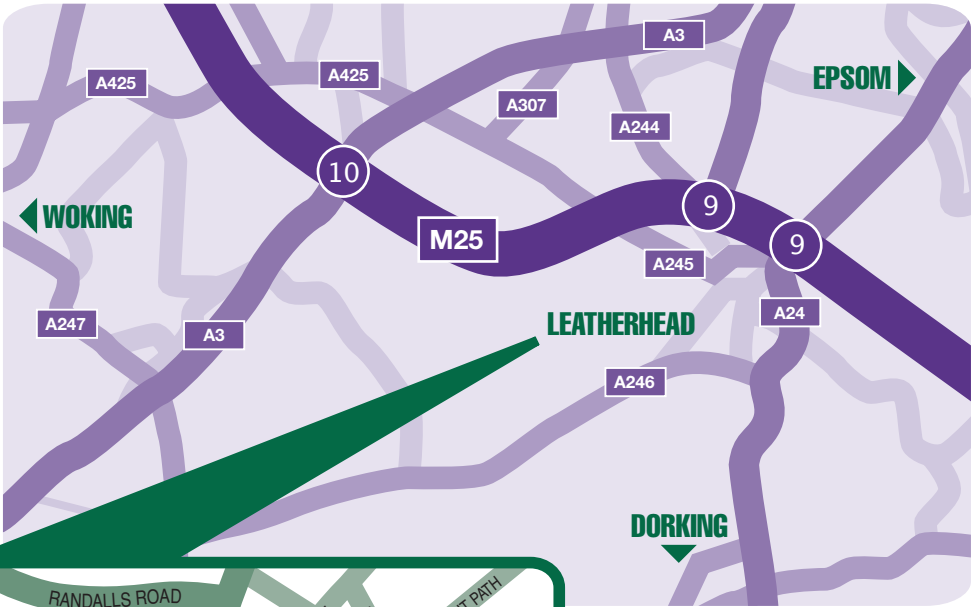 A3
EPSOM
A425
A425
A307
A244
10
WOKING
9
M25
9
A245
A247
A3
LEATHERHEAD
A24
A246
DORKING
RANDALLS ROAD
PATH